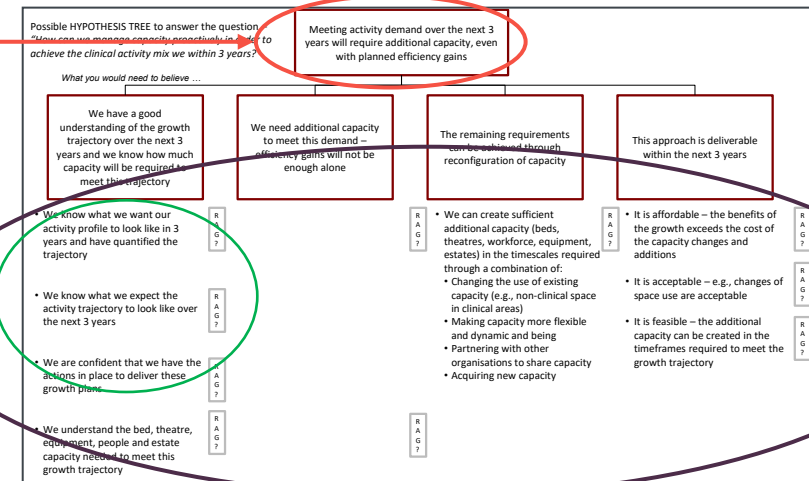 Possible HYPOTHESIS TREE to answer the question
“How can we manage capacity proactively in order to
achieve the clinical activity mix we within 3 years?”
Meeting activity demand over the next 3
years will require additional capacity, even
with planned efficiency gains
What you would need to believe …
We have a good
understanding of the growth
trajectory over the next 3
years and we know how much
capacity will be required to
meet this trajectory
We need additional capacity
to meet this demand –
efficiency gains will not be
enough alone
The remaining requirements
can be achieved through
reconfiguration of capacity
This approach is deliverable
within the next 3 years
• We know what we want our
activity profile to look like in 3
years and have quantified the
trajectory
R
A
G
?
• We know what we expect the
activity trajectory to look like over
the next 3 years
R
A
G
?
• We are confident that we have the
actions in place to deliver these
growth plans
R
A
G
?
• We understand the bed, theatre,
equipment, people and estate
capacity needed to meet this
growth trajectory
R
A
G
?
R
A
G
?
R
A
G
?
• We can create sufficient
additional capacity (beds,
theatres, workforce, equipment,
estates) in the timescales required
through a combination of:
• Changing the use of existing
capacity (e.g., non-clinical space
in clinical areas)
• Making capacity more flexible
and dynamic and being
• Partnering with other
organisations to share capacity
• Acquiring new capacity
R
A
G
?
• It is affordable – the benefits of
the growth exceeds the cost of
the capacity changes and
additions
R
A
G
?
• It is acceptable – e.g., changes of
space use are acceptable
R
A
G
?
• It is feasible – the additional
capacity can be created in the
timeframes required to meet the
growth trajectory
R
A
G
?